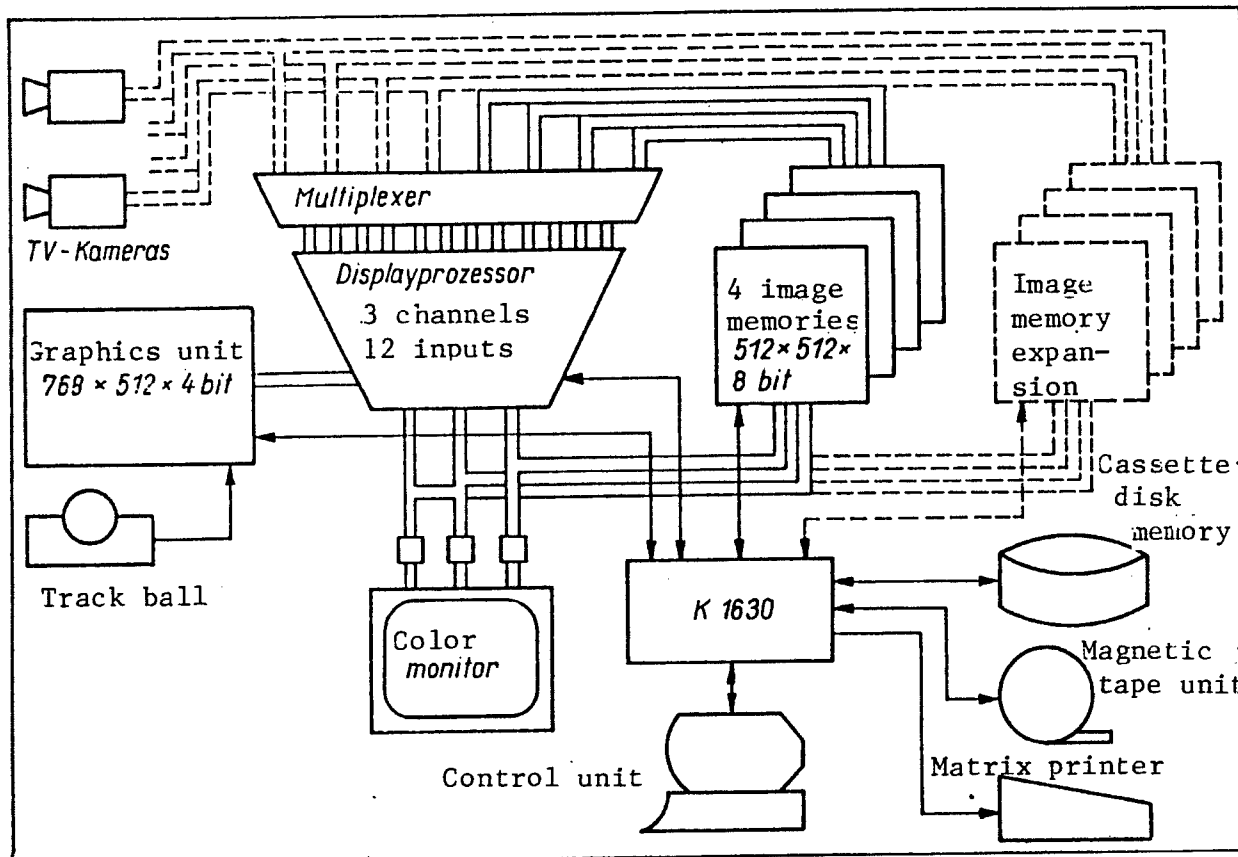 Multiplexer
TV-Kameras
Displayprozessor
3 channels
12 inputs
Graphics unit
768 × 512 × 4 bit
4 image
memories
512 × 512 ×
8 bit
Image
memory
expan-
sion
Cassette-
disk
memory
Track ball
K 1630
Color
monitor
Magnetic
tape unit
Control unit
Matrix printer